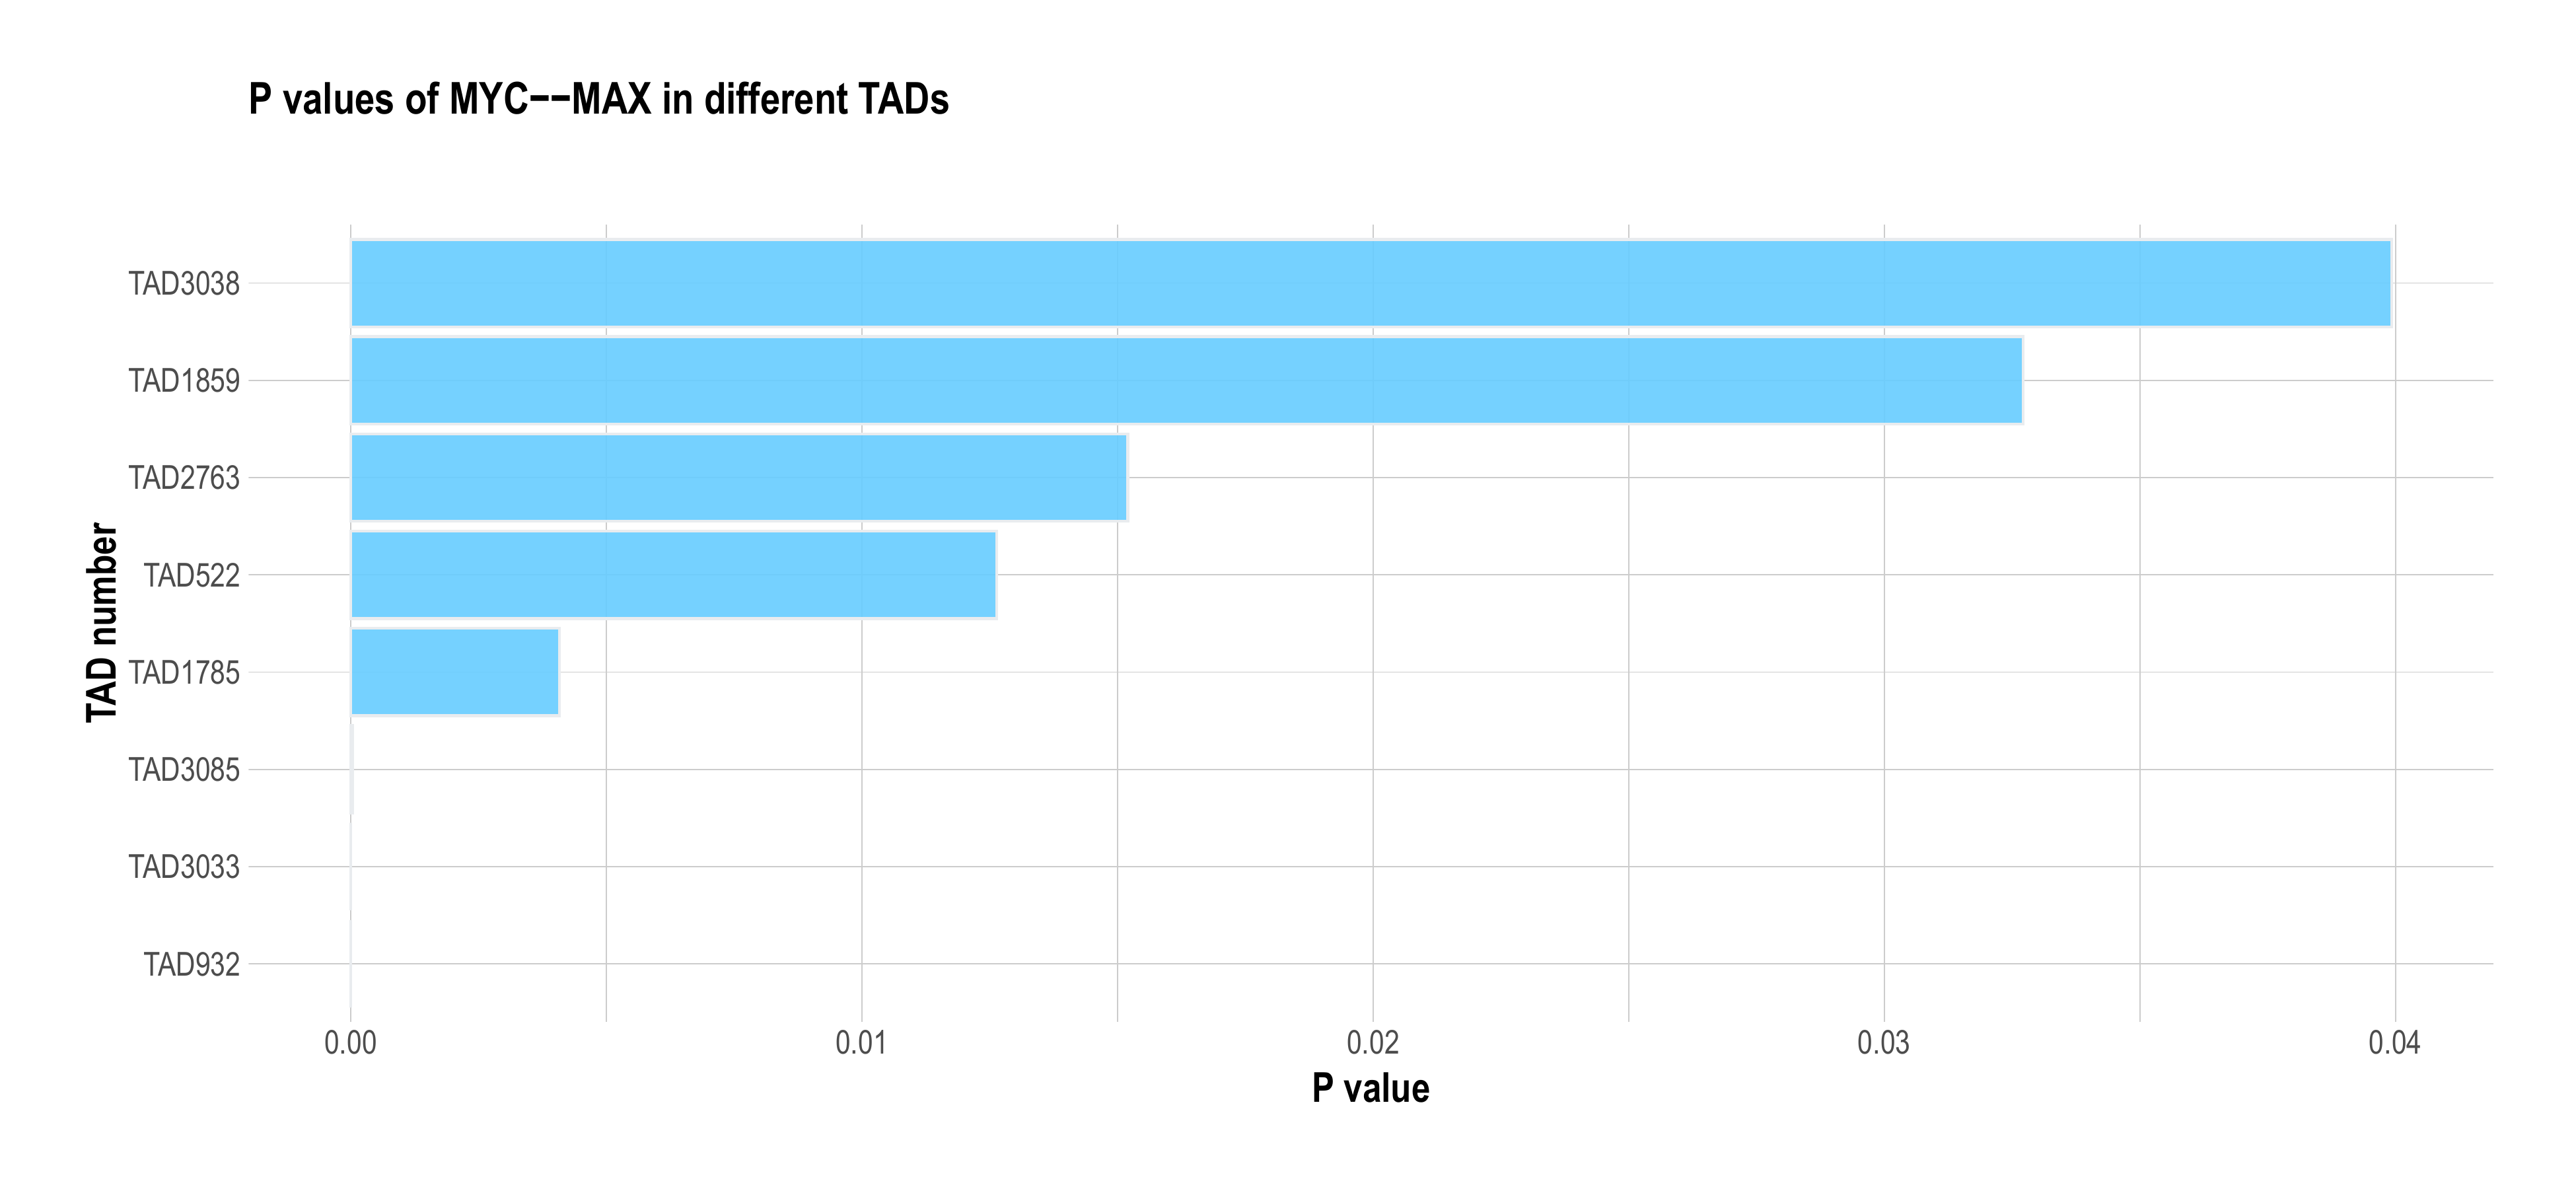 P values of MYC−−MAX in different TADs
TAD number
TAD3038
TAD1859
TAD2763
TAD522
TAD1785
TAD3085
TAD3033
TAD932
0.00 0.01 0.02 0.03 0.04
P value